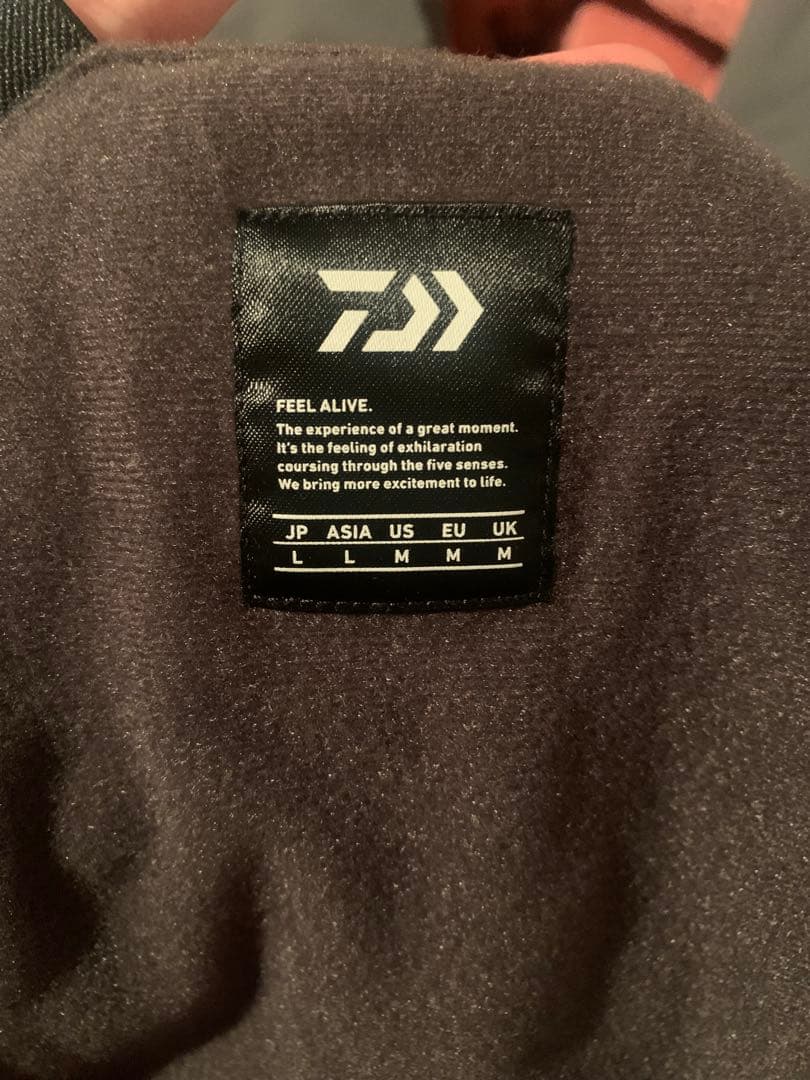 FEEL ALIVE.
The experience of a great moment.
It's the feeling of exhilaration
coursing through the five senses.
We bring more excitement to life.
JP ASIA US EU UK
L L M M M